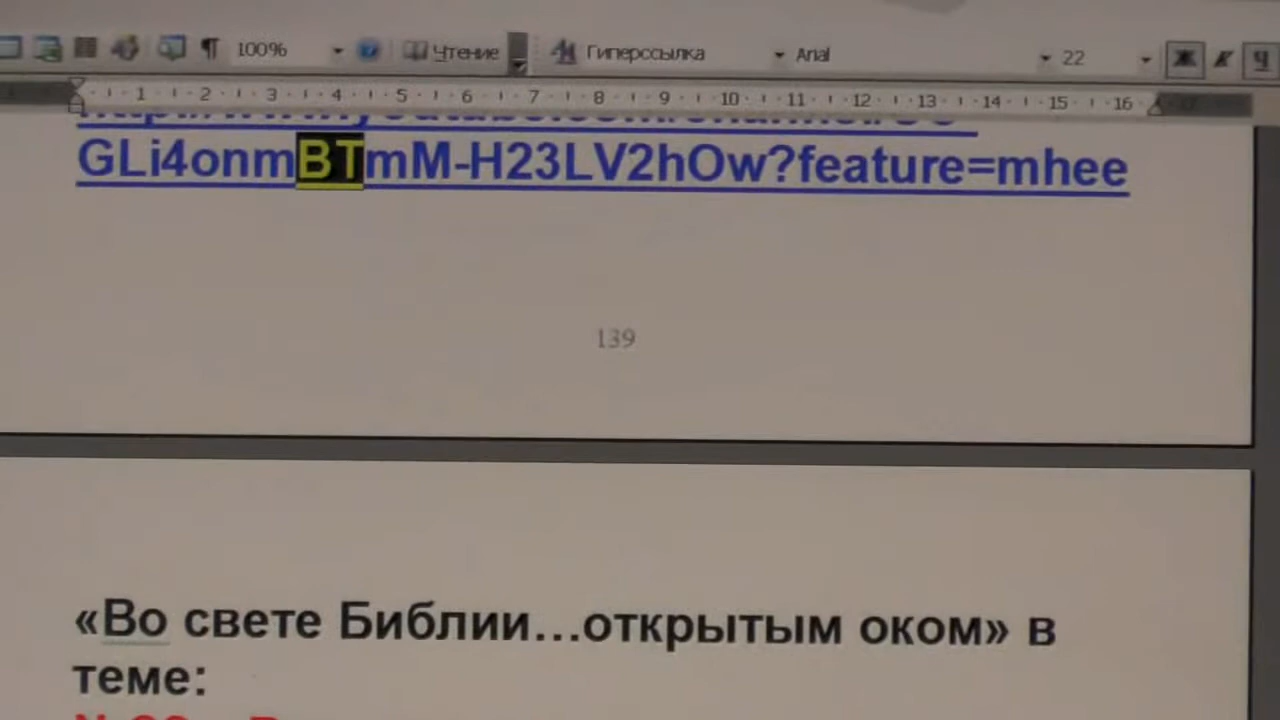 100% Чтение Гиперссылка Arial 22 Ж К Ч
1 2 3 4 5 6 7 8 9 10 11 12 13 14 15 16 17
GLi4onmBTmM-H23LV2hOw?feature=mhee
139
«Во свете Библии...открытым оком» в
теме: